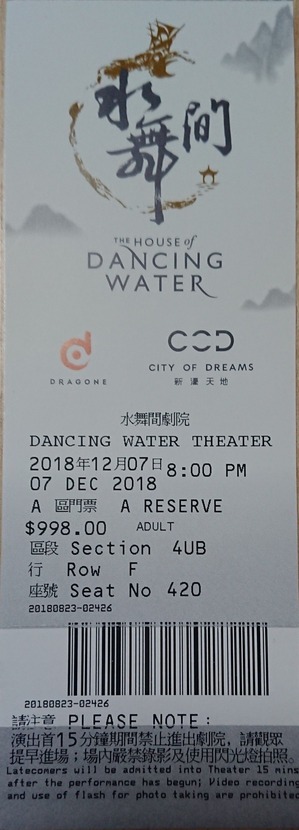 水舞間
THE HOUSE of
DANCING
WATER
DRAGONE
COD
CITY OF DREAMS
新濠天地
水舞間劇院
DANCING WATER THEATER
2018年12月07日 8:00 PM
07 DEC 2018
A 區門票 A RESERVE
$998.00 ADULT
區段 Section 4UB
行 Row F
座號 Seat No 420
20180823-02426
20180823-02426
請注意 PLEASE NOTE:
演出首15分鐘期間禁止進出劇院, 請觀眾
提早進場; 場內嚴禁錄影及使用閃光燈拍照。
Latecomers will be admitted into Theater 15 mins
after the performance has begun; Video recording
and use of flash for photo taking are prohibited